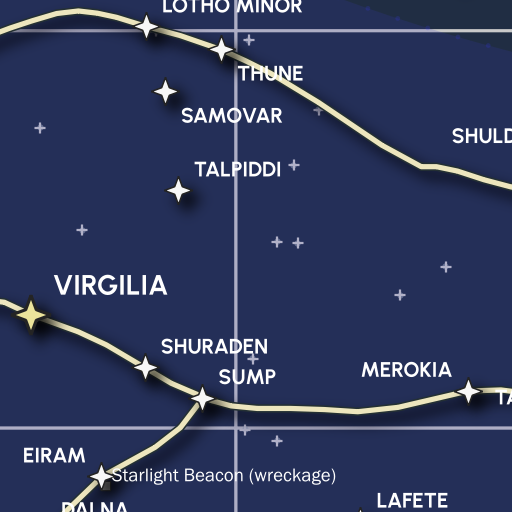 LOTHO MINOR
THUNE
SAMOVAR
SHULD
TALPIDDI
VIRGILIA
SHURADEN
SUMP
MEROKIA
TA
EIRAM
Starlight Beacon (wreckage)
DALNA
LAFETE